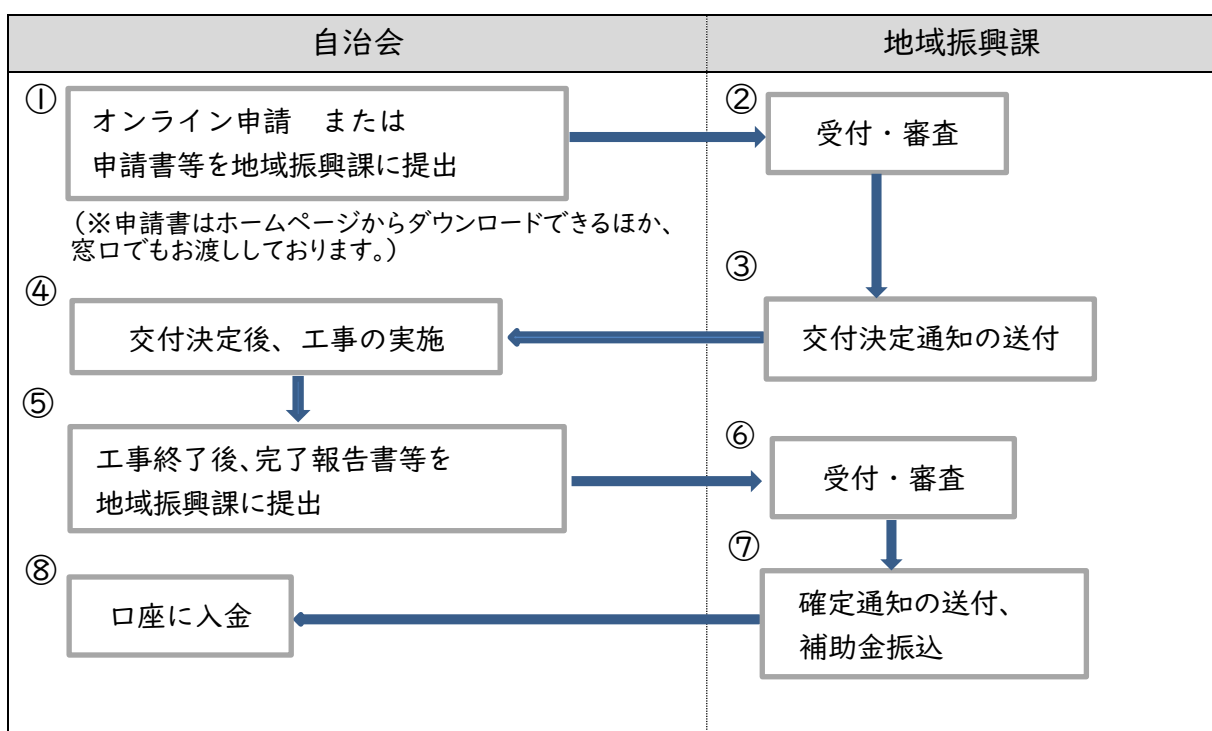 自治会
地域振興課
①
オンライン申請　または
申請書等を地域振興課に提出
（※申請書はホームページからダウンロードできるほか、
窓口でもお渡ししております。）
②
受付・審査
③
交付決定通知の送付
④
交付決定後、工事の実施
⑤
工事終了後、完了報告書等を
地域振興課に提出
⑥
受付・審査
⑦
確定通知の送付、
補助金振込
⑧
口座に入金